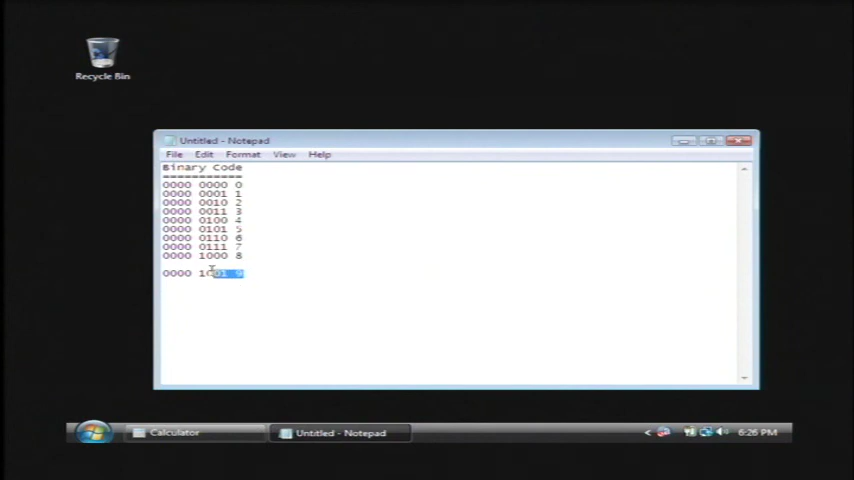 Recycle Bin
Untitled - Notepad
File Edit Format View Help
Binary Code
===========
0000 0000 0
0000 0001 1
0000 0010 2
0000 0011 3
0000 0100 4
0000 0101 5
0000 0110 6
0000 0111 7
0000 1000 8
0000 1001 9
Calculator
Untitled - Notepad
6:26 PM